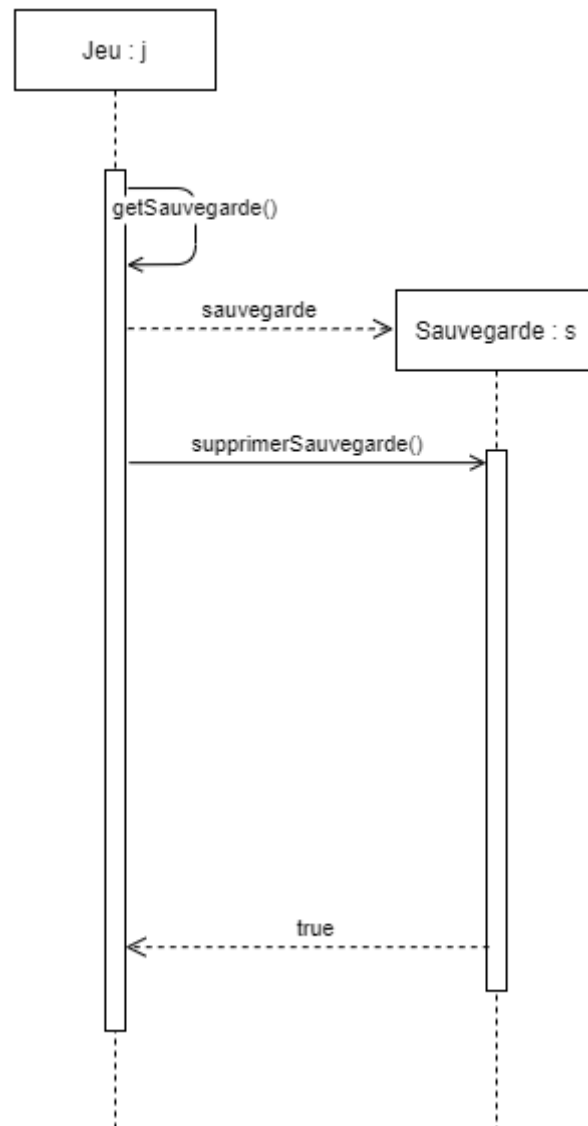 Jeu : j
getSauvegarde()
sauvegarde
Sauvegarde : s
supprimerSauvegarde()
true